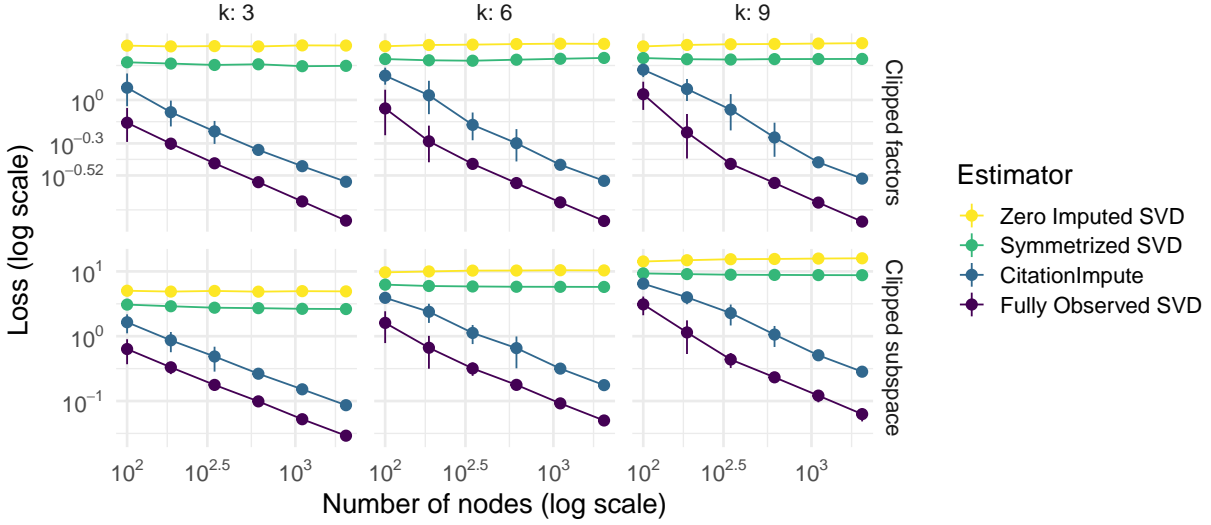 k: 3
k: 6
k: 9
Loss (log scale)
10^0
10^-0.3
10^-0.52
Clipped factors
10^1
10^0
10^-1
Clipped subspace
10^2
10^2.5
10^3
10^2
10^2.5
10^3
10^2
10^2.5
10^3
Number of nodes (log scale)
Estimator
Zero Imputed SVD
Symmetrized SVD
CitationImpute
Fully Observed SVD